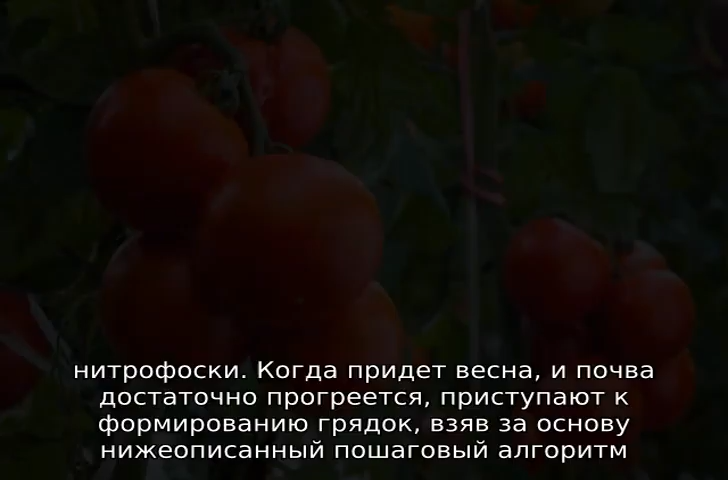 нитрофоски. Когда придет весна, и почва
достаточно прогреется, приступают к
формированию грядок, взяв за основу
нижеописанный пошаговый алгоритм